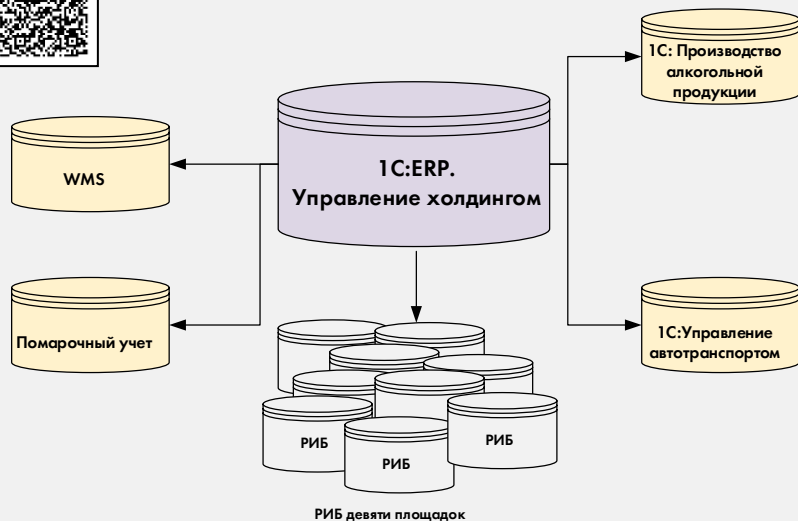 1С: Производство
алкогольной
продукции
1С:ERP.
Управление холдингом
WMS
Помарочный учет
1С:Управление
автотранспортом
РИБ
РИБ
РИБ
РИБ девяти площадок